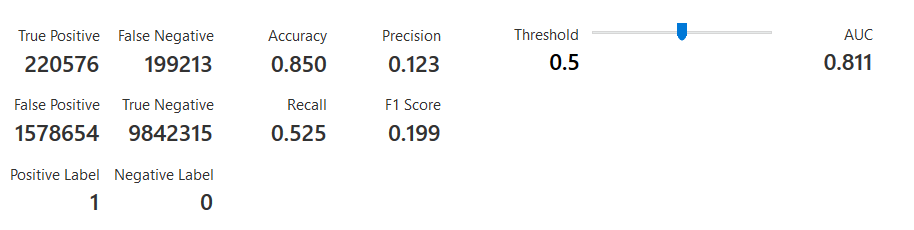 True Positive False Negative Accuracy Precision Threshold AUC
220576 199213 0.850 0.123 0.5 0.811
False Positive True Negative Recall F1 Score
1578654 9842315 0.525 0.199
Positive Label Negative Label
1 0